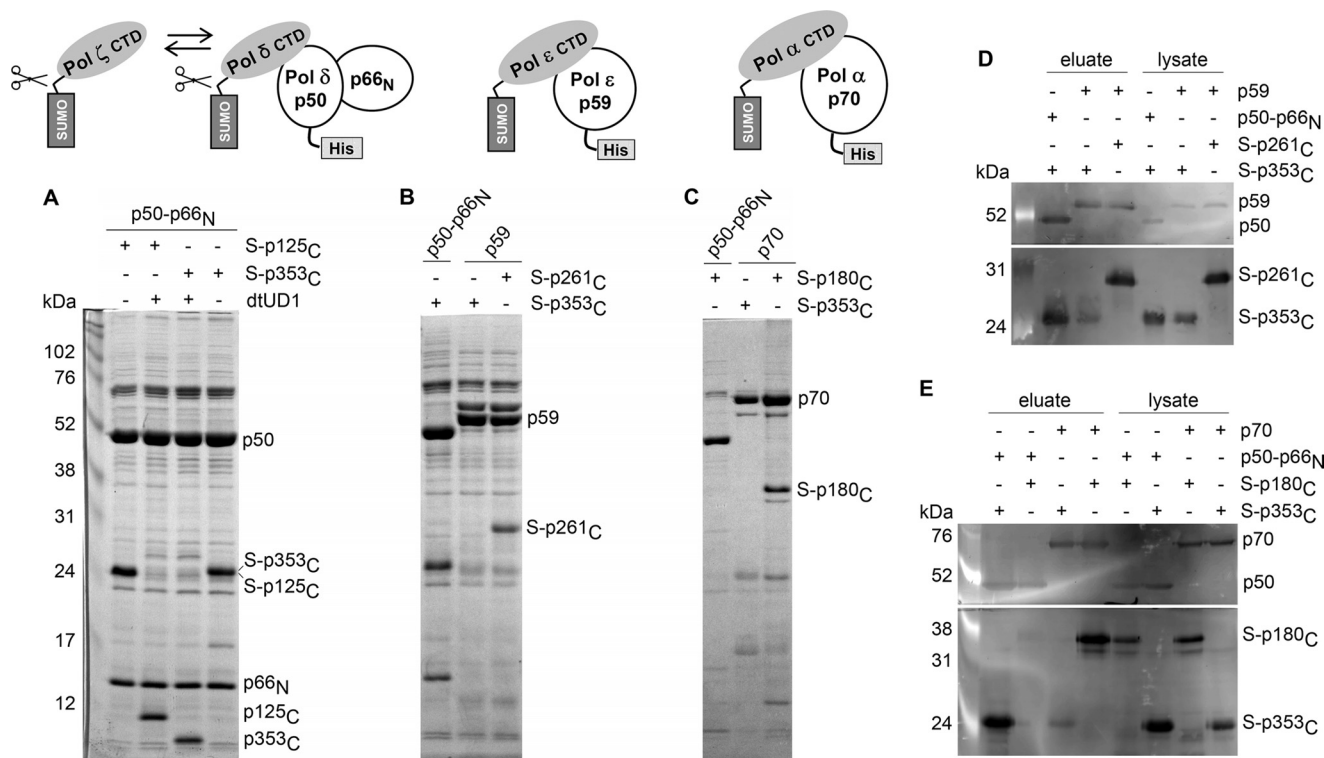 Pol ζ CTD
SUMO
Pol δ CTD
Pol δ
p50
p66N
SUMO
His
Pol ε CTD
Pol ε
p59
SUMO
His
Pol α CTD
Pol α
p70
SUMO
His
A
p50-p66N
+ + - - S-p125C
- - + + S-p353C
- + + - dtUD1
kDa
102
76
52
38
31
24
17
12
p50
S-p353C
S-p125C
p66N
p125C
p353C
B
p50-p66N
p59
- - + S-p261C
+ + - S-p353C
p59
S-p261C
C
p50-p66N
p70
+ - + S-p180C
- + - S-p353C
p70
S-p180C
D
eluate lysate
- + + - + + p59
+ - - + - - p50-p66N
- - + - - + S-p261C
+ + - + + - S-p353C
kDa
52
31
24
p59
p50
S-p261C
S-p353C
E
eluate lysate
- - + + - - + + p70
+ + - - + + - - p50-p66N
- + - + + - + - S-p180C
+ - + - - + - + S-p353C
kDa
76
52
38
31
24
p70
p50
S-p180C
S-p353C